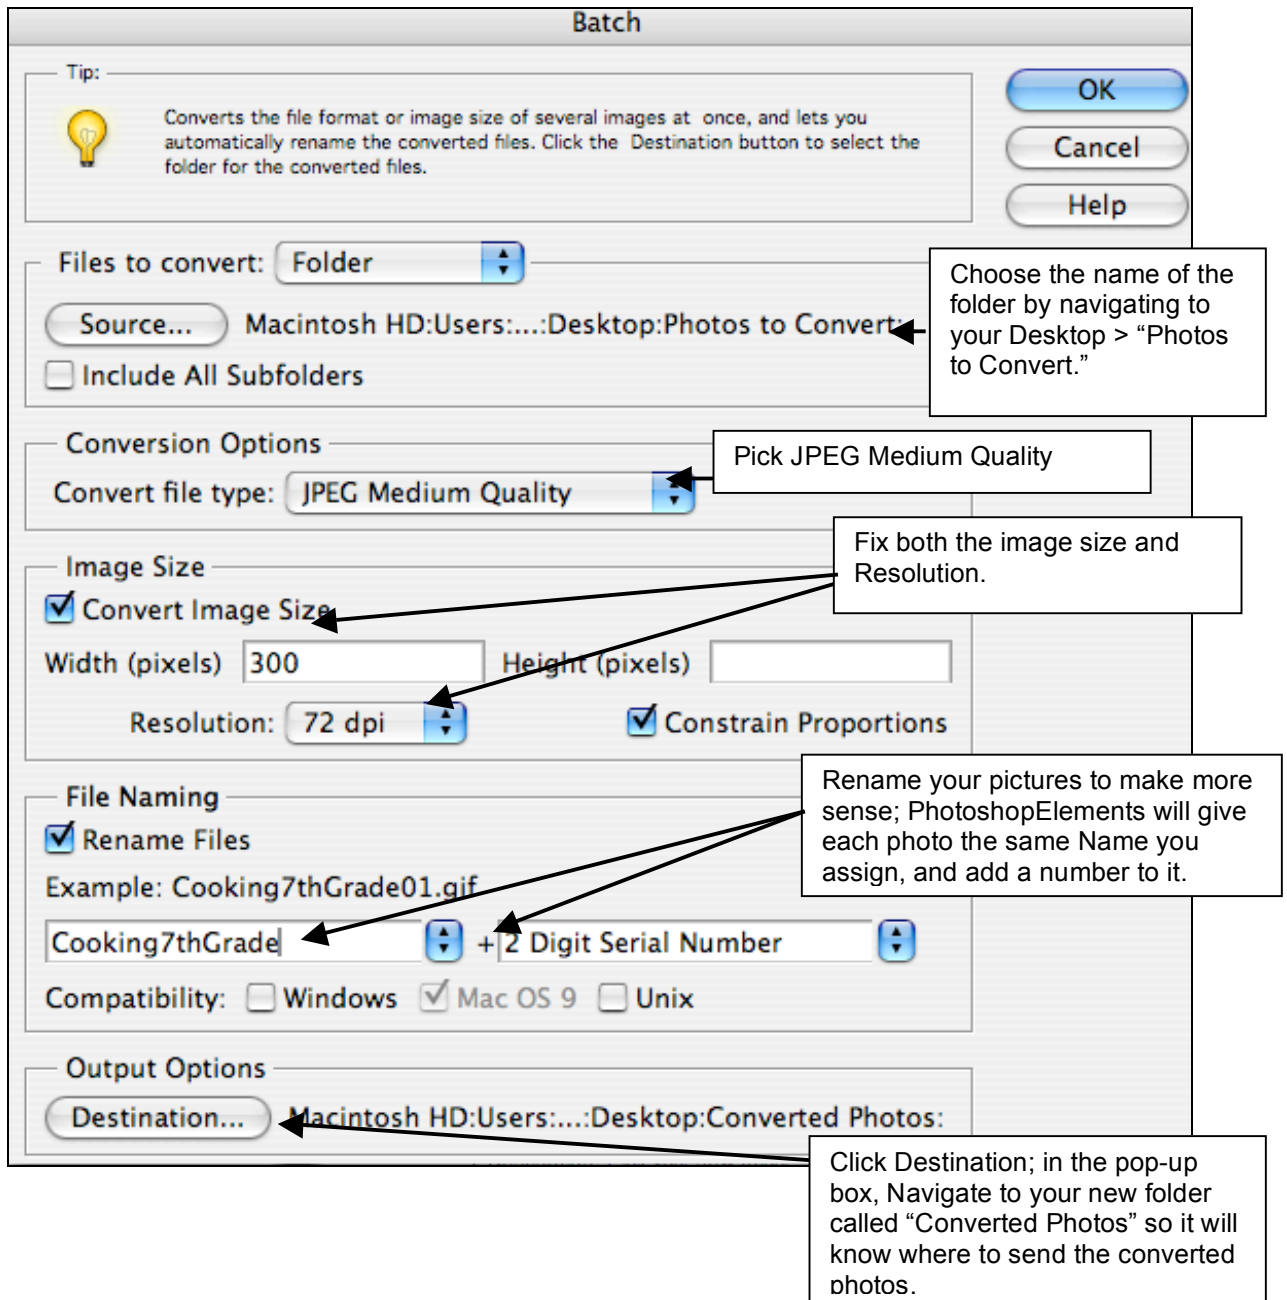 Batch
Tip:
Converts the file format or image size of several images at once, and lets you
automatically rename the converted files. Click the Destination button to select the
folder for the converted files.
OK
Cancel
Help
Files to convert: Folder
Source... Macintosh HD:Users:...:Desktop:Photos to Convert:
Include All Subfolders
Choose the name of the
folder by navigating to
your Desktop > “Photos
to Convert.”
Conversion Options
Convert file type: JPEG Medium Quality
Pick JPEG Medium Quality
Image Size
Convert Image Size
Width (pixels) 300 Height (pixels)
Resolution: 72 dpi Constrain Proportions
Fix both the image size and
Resolution.
File Naming
Rename Files
Example: Cooking7thGrade01.gif
Cooking7thGrade + 2 Digit Serial Number
Compatibility: Windows Mac OS 9 Unix
Rename your pictures to make more
sense; PhotoshopElements will give
each photo the same Name you
assign, and add a number to it.
Output Options
Destination... Macintosh HD:Users:...:Desktop:Converted Photos:
Click Destination; in the pop-up
box, Navigate to your new folder
called “Converted Photos” so it will
know where to send the converted
photos.